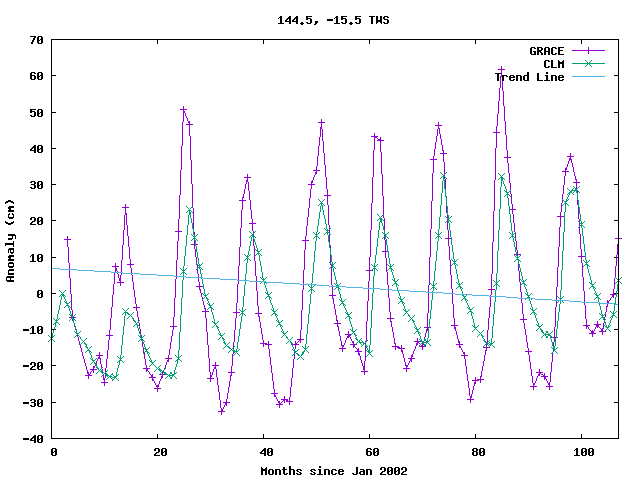 144.5, -15.5 TWS
70
GRACE
CLM
Trend Line
60
50
40
30
20
10
0
-10
-20
-30
-40
Anomaly (cm)
0 20 40 60 80 100
Months since Jan 2002